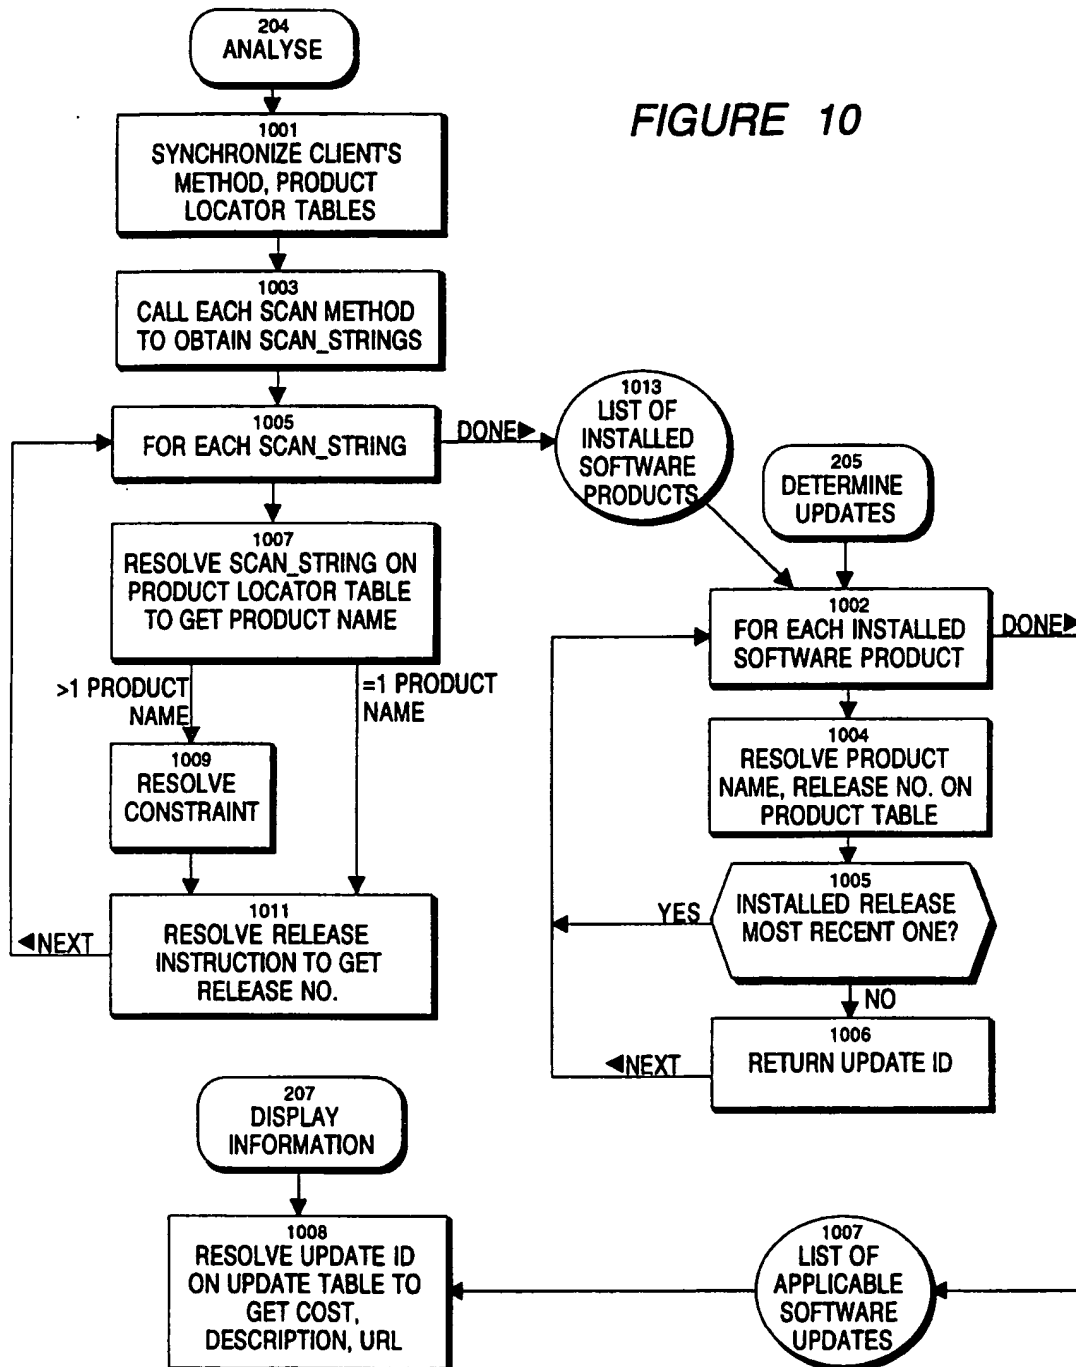 FIGURE 10
204
ANALYSE
1001
SYNCHRONIZE CLIENT'S
METHOD, PRODUCT
LOCATOR TABLES
1003
CALL EACH SCAN METHOD
TO OBTAIN SCAN_STRINGS
1005
FOR EACH SCAN_STRING
DONE▶
1007
RESOLVE SCAN_STRING ON
PRODUCT LOCATOR TABLE
TO GET PRODUCT NAME
>1 PRODUCT
NAME
=1 PRODUCT
NAME
1009
RESOLVE
CONSTRAINT
1011
RESOLVE RELEASE
INSTRUCTION TO GET
RELEASE NO.
◀NEXT
1013
LIST OF
INSTALLED
SOFTWARE
PRODUCTS
205
DETERMINE
UPDATES
1002
FOR EACH INSTALLED
SOFTWARE PRODUCT
DONE▶
1004
RESOLVE PRODUCT
NAME, RELEASE NO. ON
PRODUCT TABLE
1005
INSTALLED RELEASE
MOST RECENT ONE?
YES
NO
1006
RETURN UPDATE ID
◀NEXT
207
DISPLAY
INFORMATION
1008
RESOLVE UPDATE ID
ON UPDATE TABLE TO
GET COST,
DESCRIPTION, URL
1007
LIST OF
APPLICABLE
SOFTWARE
UPDATES